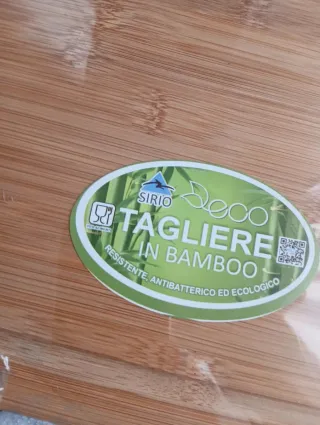 SIRIO
eco
TAGLIERE
IN BAMBOO
RESISTENTE, ANTIBATTERICO ED ECOLOGICO